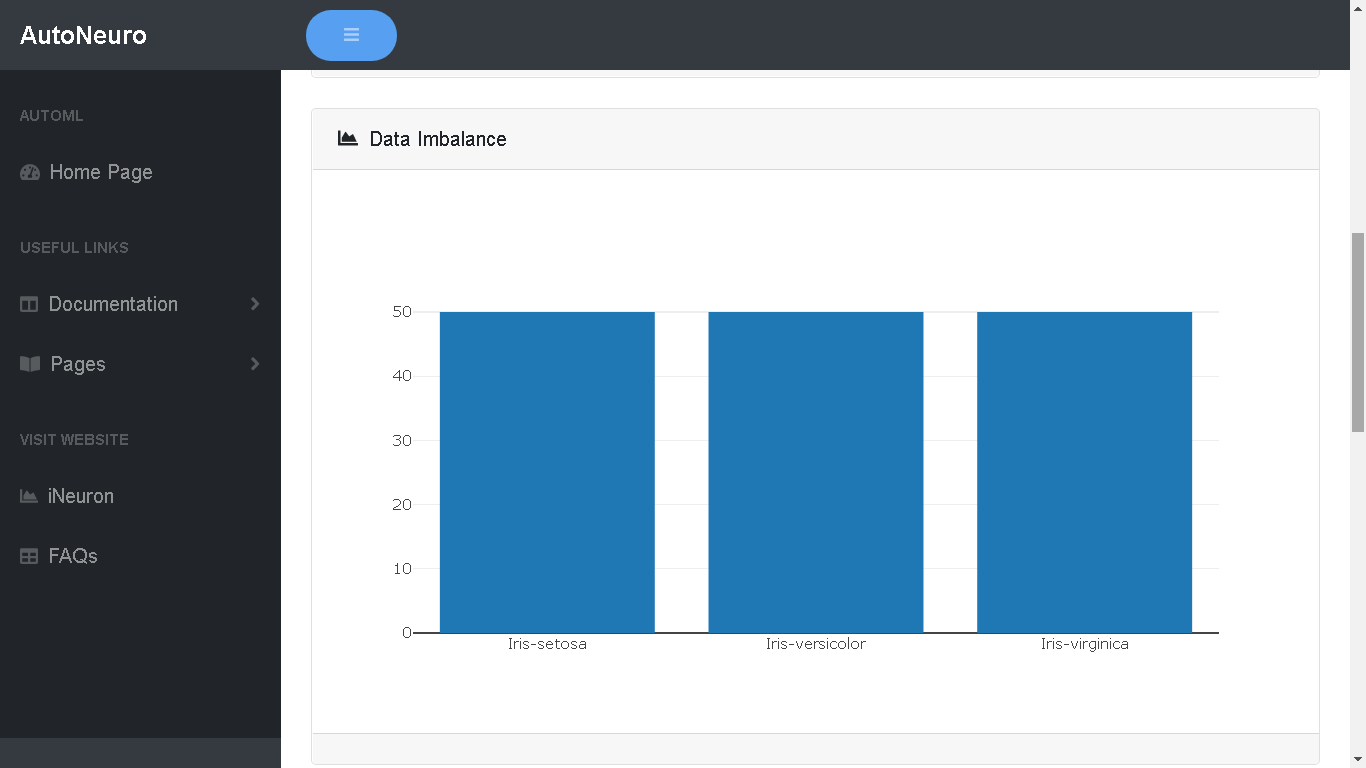 AutoNeuro
AUTOML
Home Page
USEFUL LINKS
Documentation
Pages
VISIT WEBSITE
iNeuron
FAQs
Data Imbalance
50
40
30
20
10
0
Iris-setosa Iris-versicolor Iris-virginica